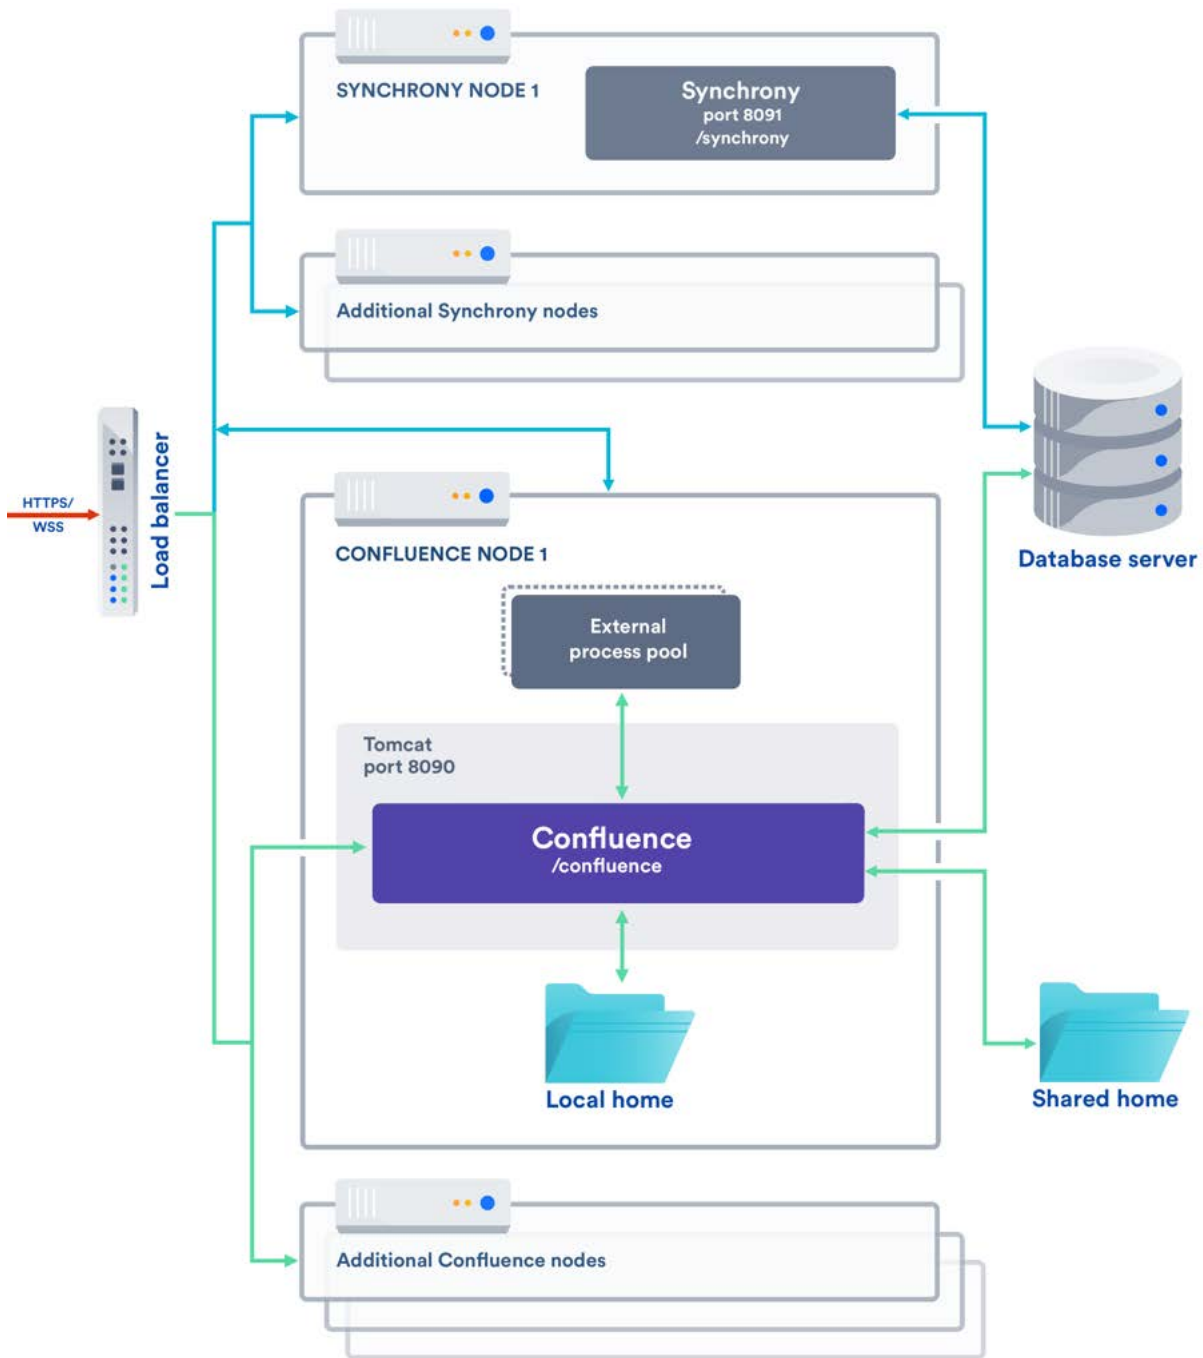 SYNCHRONY NODE 1
Synchrony
port 8091
/synchrony
Additional Synchrony nodes
HTTPS/
WSS
Load balancer
CONFLUENCE NODE 1
Database server
External
process pool
Tomcat
port 8090
Confluence
/confluence
Local home
Shared home
Additional Confluence nodes